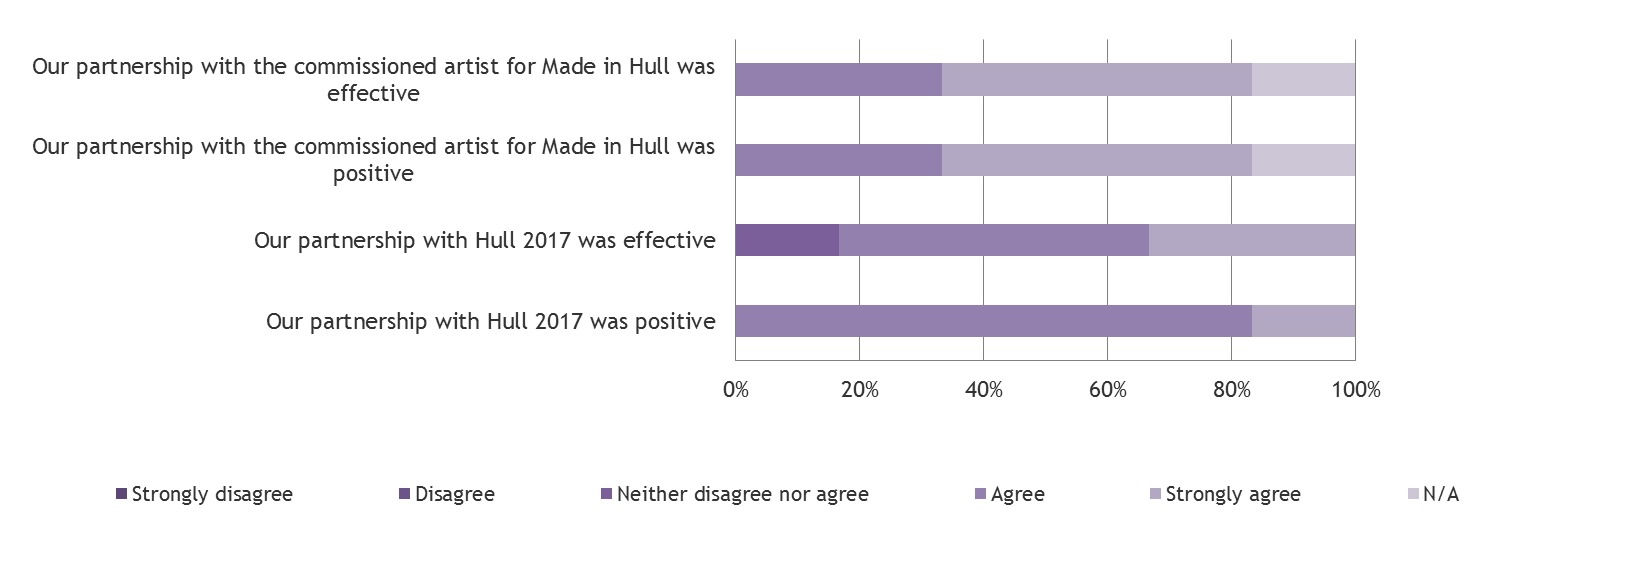 Our partnership with the commissioned artist for Made in Hull was
effective
Our partnership with the commissioned artist for Made in Hull was
positive
Our partnership with Hull 2017 was effective
Our partnership with Hull 2017 was positive
0% 20% 40% 60% 80% 100%
Strongly disagree Disagree Neither disagree nor agree Agree Strongly agree N/A